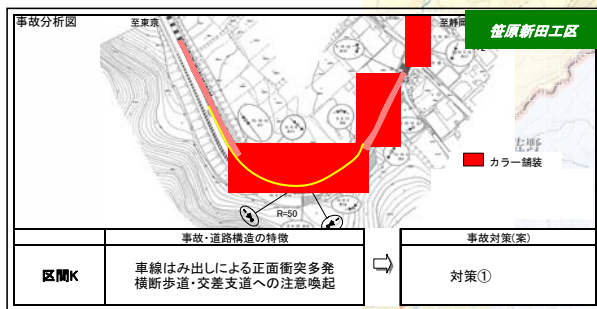 事故分析図
至東京
至静岡
笹原新田工区
カラー舗装
R=50
事故・道路構造の特徴
事故対策(案)
区間K
車線はみ出しによる正面衝突多発
横断歩道・交差支道への注意喚起
対策①